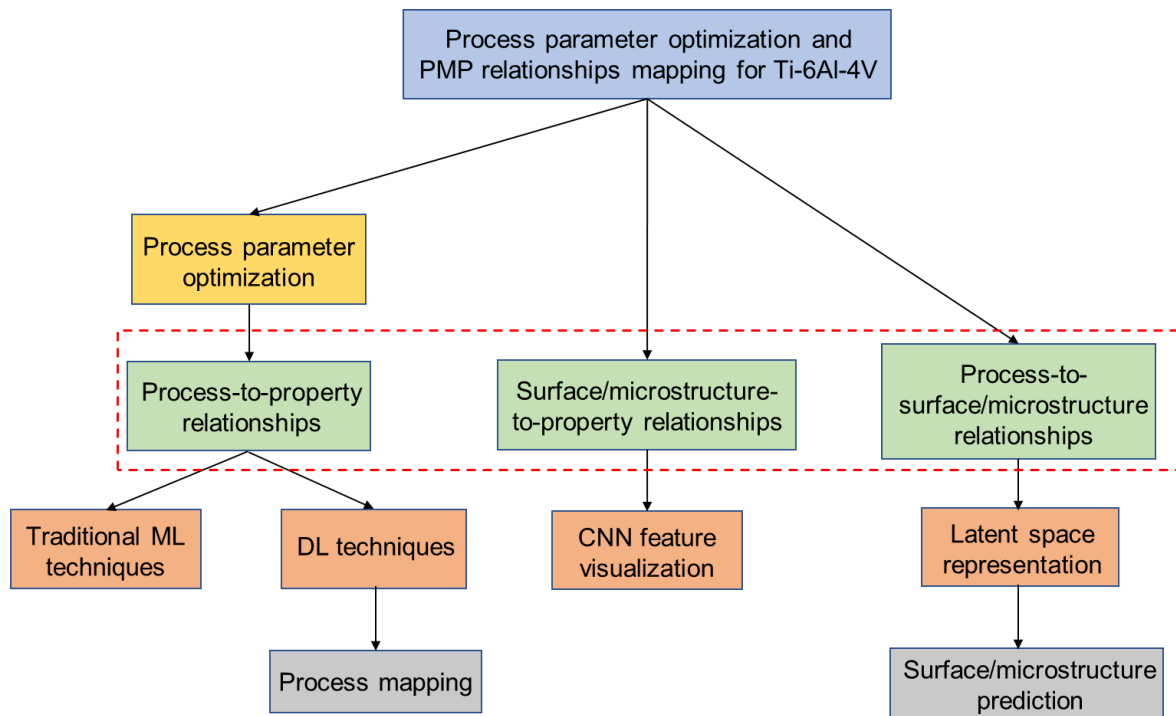 Process parameter optimization and
PMP relationships mapping for Ti-6Al-4V
Process parameter
optimization
Process-to-property
relationships
Surface/microstructure-
to-property relationships
Process-to-
surface/microstructure
relationships
Traditional ML
techniques
DL techniques
CNN feature
visualization
Latent space
representation
Process mapping
Surface/microstructure
prediction